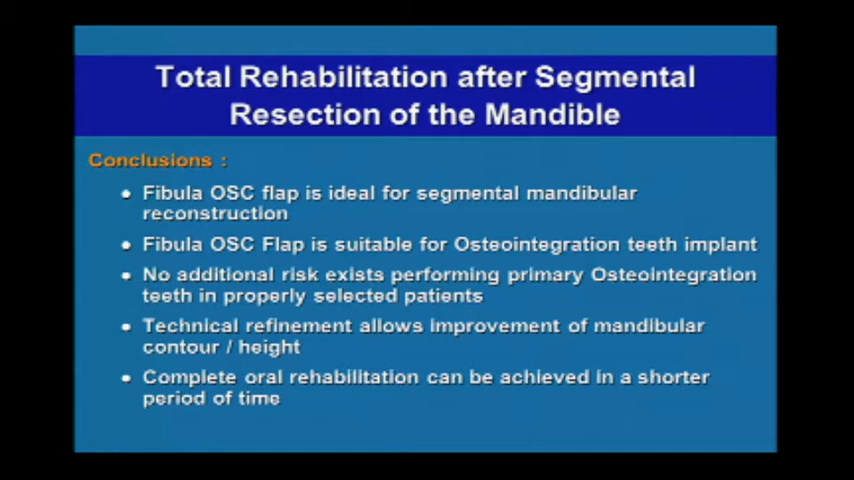 Total Rehabilitation after Segmental
Resection of the Mandible
Conclusions :
• Fibula OSC flap is ideal for segmental mandibular
reconstruction
• Fibula OSC Flap is suitable for Osteointegration teeth implant
• No additional risk exists performing primary Osteointegration
teeth in properly selected patients
• Technical refinement allows improvement of mandibular
contour / height
• Complete oral rehabilitation can be achieved in a shorter
period of time